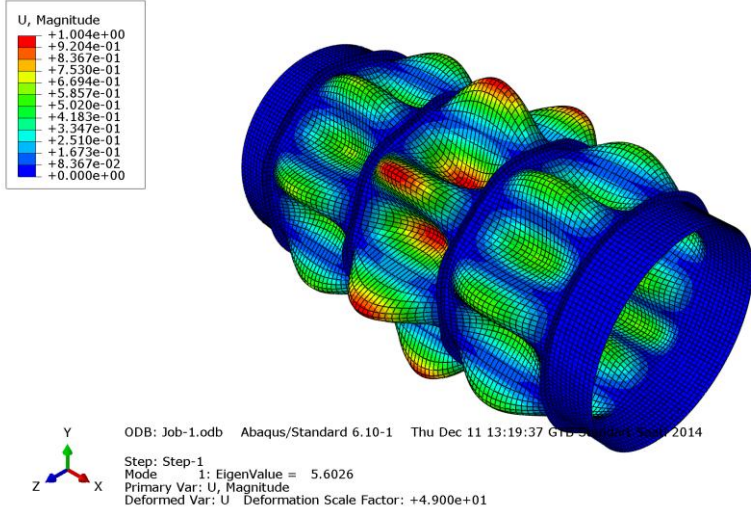 U, Magnitude
+1.004e+00
+9.204e-01
+8.367e-01
+7.530e-01
+6.694e-01
+5.857e-01
+5.020e-01
+4.183e-01
+3.347e-01
+2.510e-01
+1.673e-01
+8.367e-02
+0.000e+00
Y
Z X
ODB: Job-1.odb Abaqus/Standard 6.10-1 Thu Dec 11 13:19:37 GTB 2014
Step: Step-1
Mode 1: EigenValue = 5.6026
Primary Var: U, Magnitude
Deformed Var: U Deformation Scale Factor: +4.900e+01